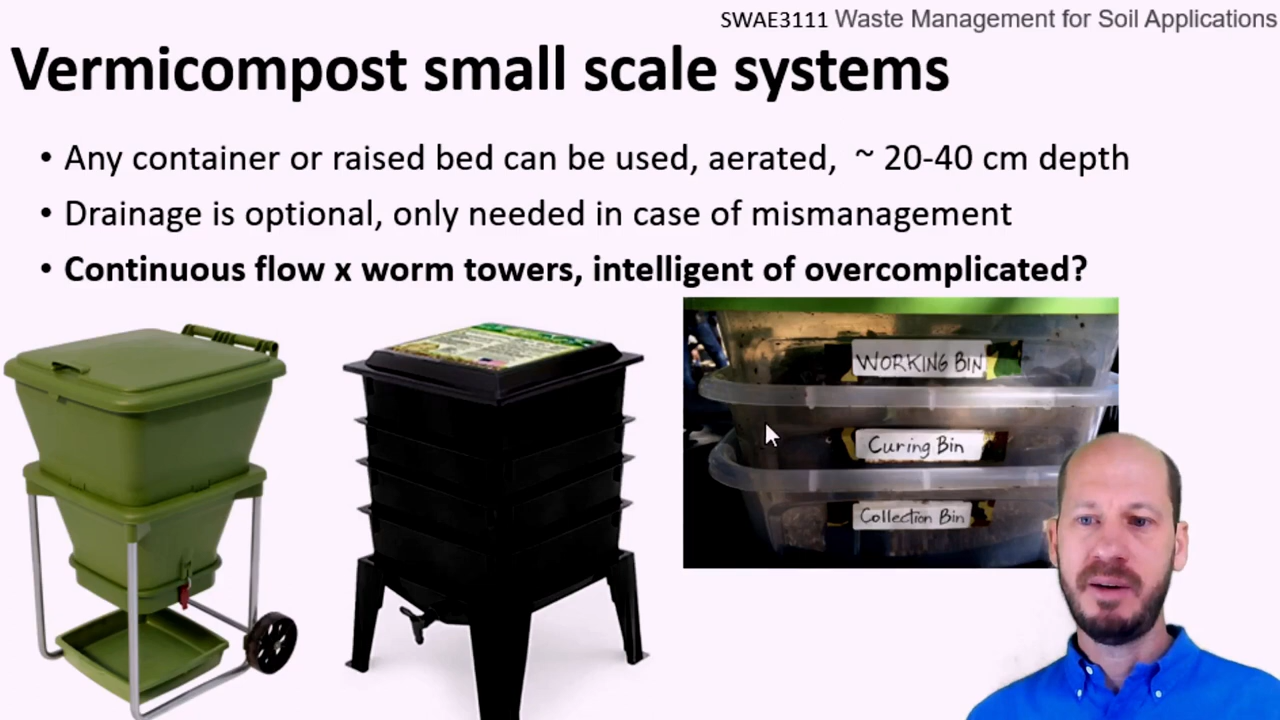 SWAE3111 Waste Management for Soil Applications
Vermicompost small scale systems
• Any container or raised bed can be used, aerated, ~ 20-40 cm depth
• Drainage is optional, only needed in case of mismanagement
• Continuous flow x worm towers, intelligent of overcomplicated?
WORKING BIN
Curing Bin
Collection Bin